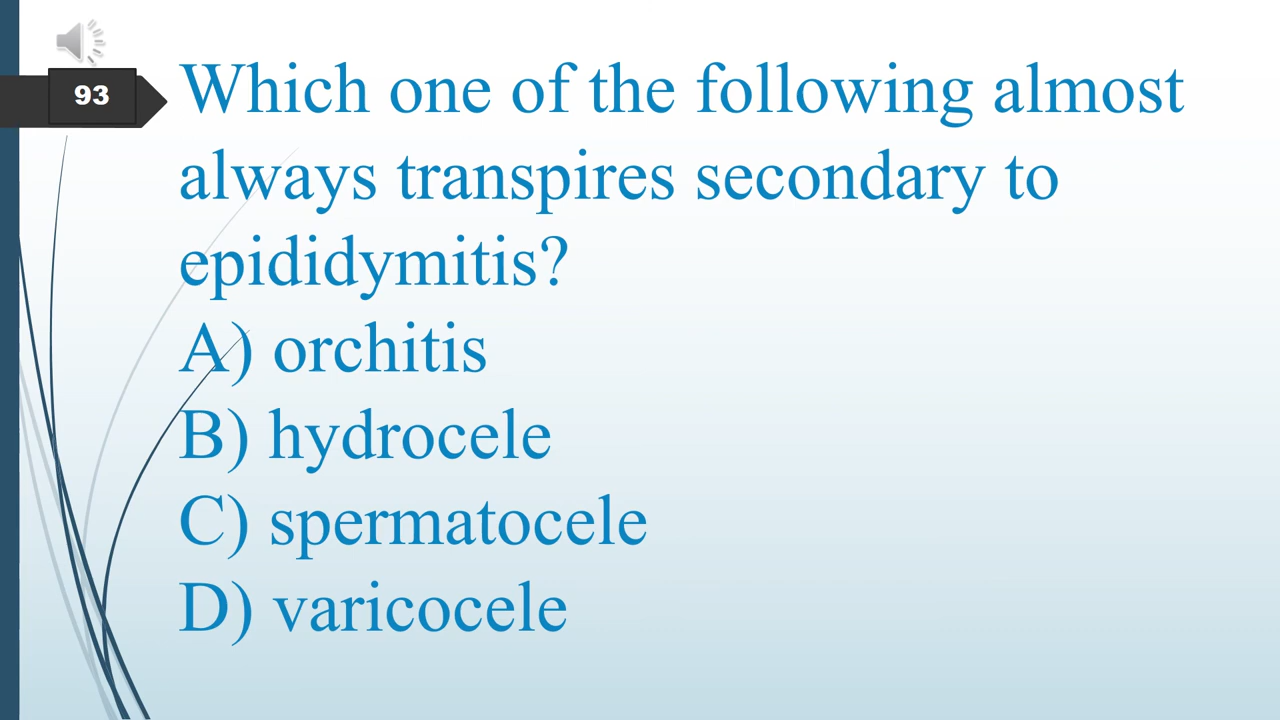 93
Which one of the following almost
always transpires secondary to
epididymitis?
A) orchitis
B) hydrocele
C) spermatocele
D) varicocele